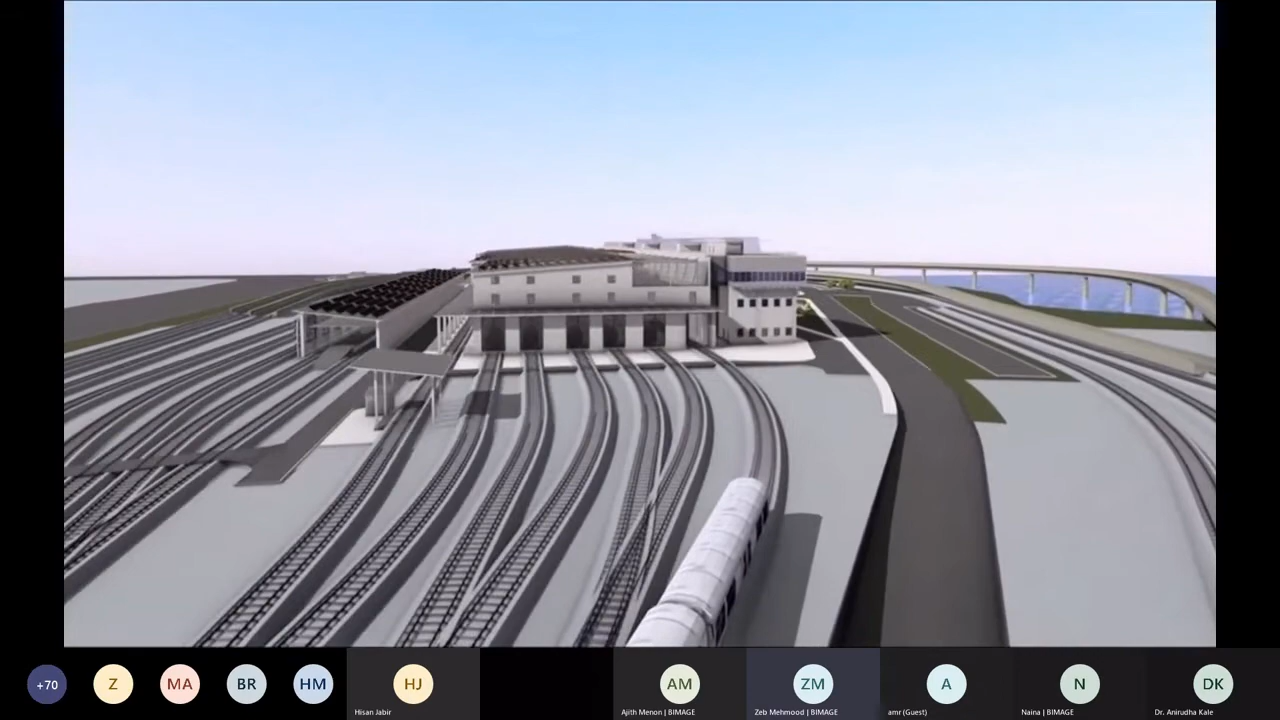 +70
Z
MA
BR
HM
HJ
AM
ZM
A
N
DK
Hisan Jabir
Ajith Menon | BIMAGE
Zeb Mehmood | BIMAGE
amr (Guest)
Naina | BIMAGE
Dr. Anirudha Kale